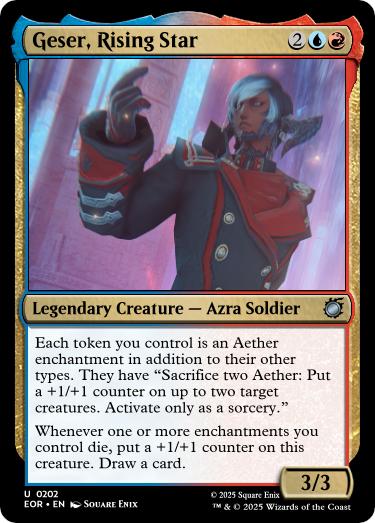 Geser, Rising Star 2
Legendary Creature — Azra Soldier
Each token you control is an Aether
enchantment in addition to their other
types. They have “Sacrifice two Aether: Put
a +1/+1 counter on up to two target
creatures. Activate only as a sorcery.”
Whenever one or more enchantments you
control die, put a +1/+1 counter on this
creature. Draw a card.
3/3
U 0202
EOR • EN Square Enix
© 2025 Square Enix
™ & © 2025 Wizards of the Coast